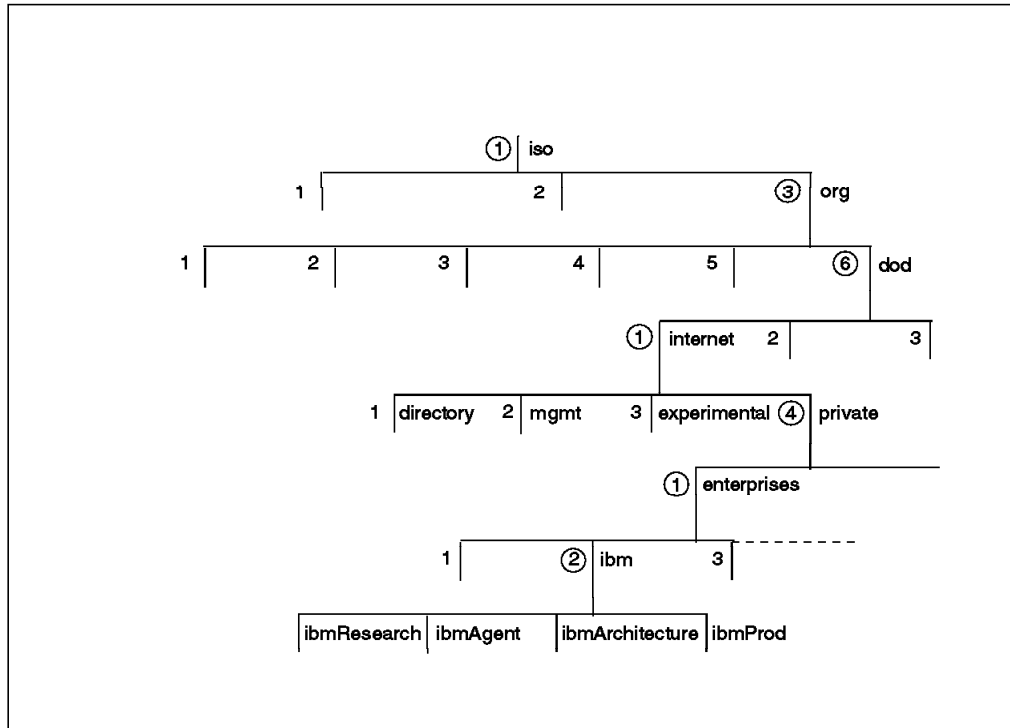 1 iso
1 2 3 org
1 2 3 4 5 6 dod
1 internet 2 3
1 directory 2 mgmt 3 experimental 4 private
1 enterprises
1 2 ibm 3
ibmResearch ibmAgent ibmArchitecture ibmProd